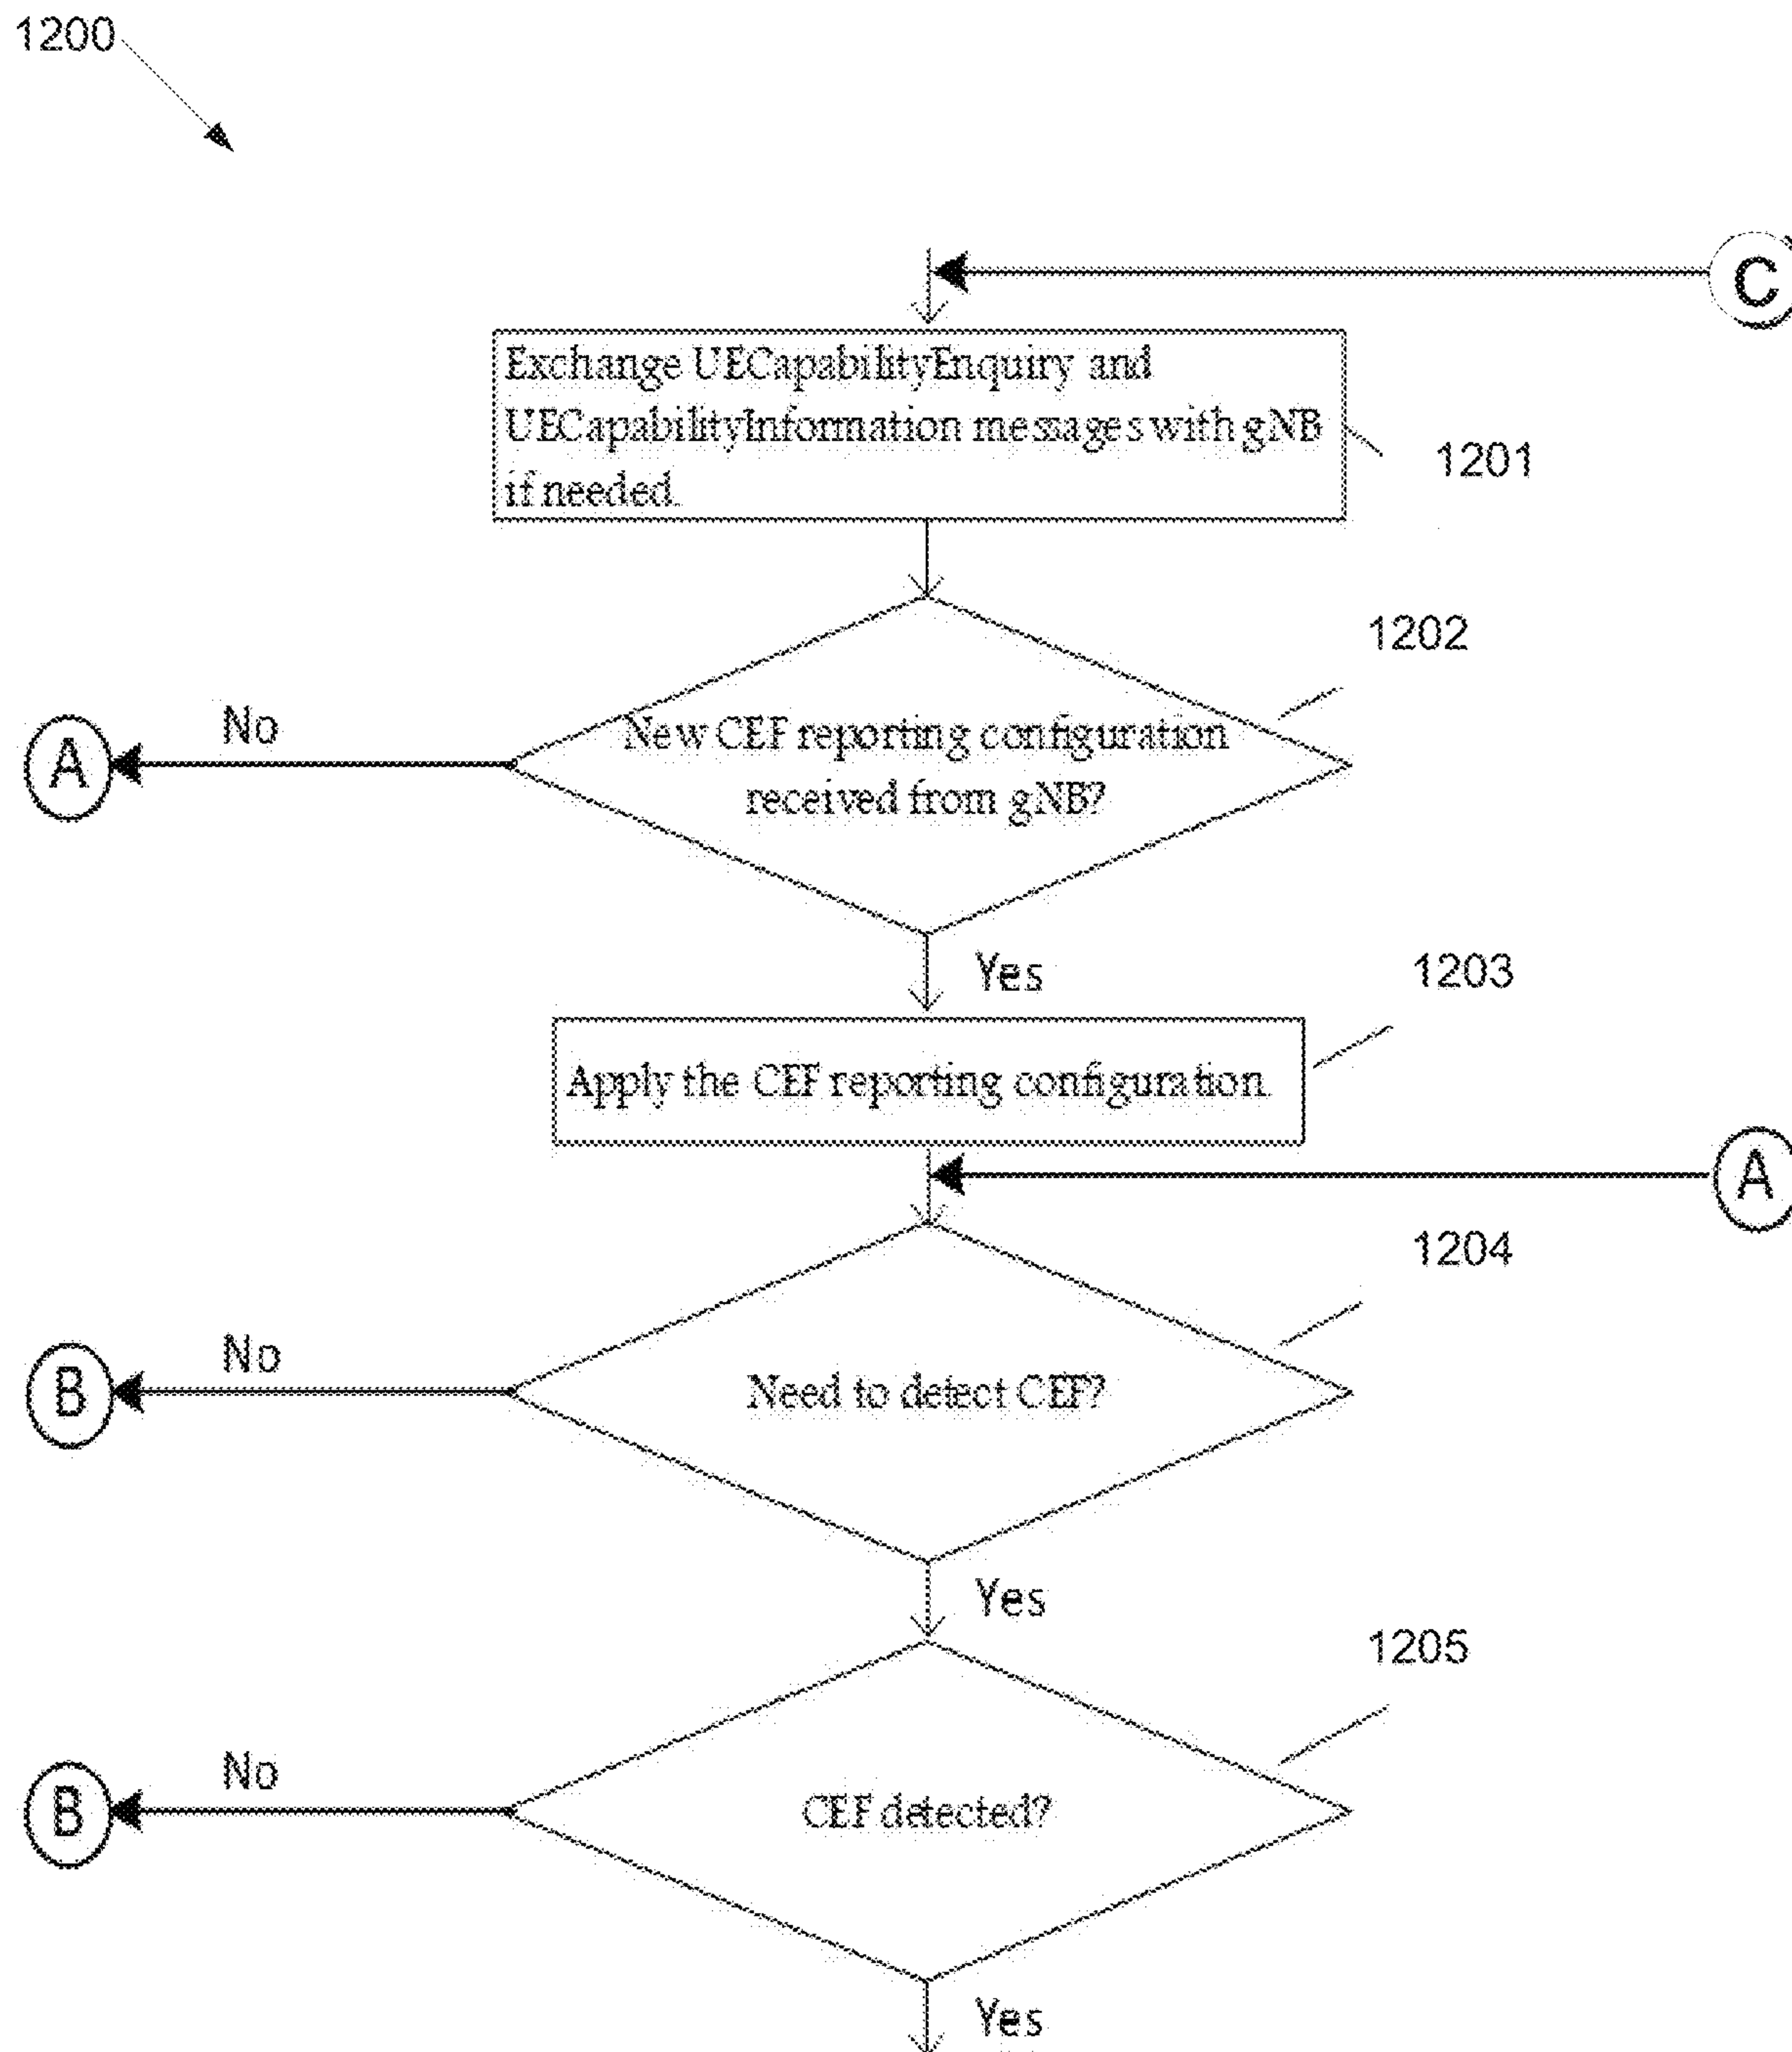 1200
C
Exchange UECapabilityEnquiry and
UECapabilityInformation messages with gNB
if needed.
1201
1202
No
A
New CEF reporting configuration
received from gNB?
Yes
1203
Apply the CEF reporting configuration.
A
1204
No
B
Need to detect CEF?
Yes
1205
No
B
CEF detected?
Yes